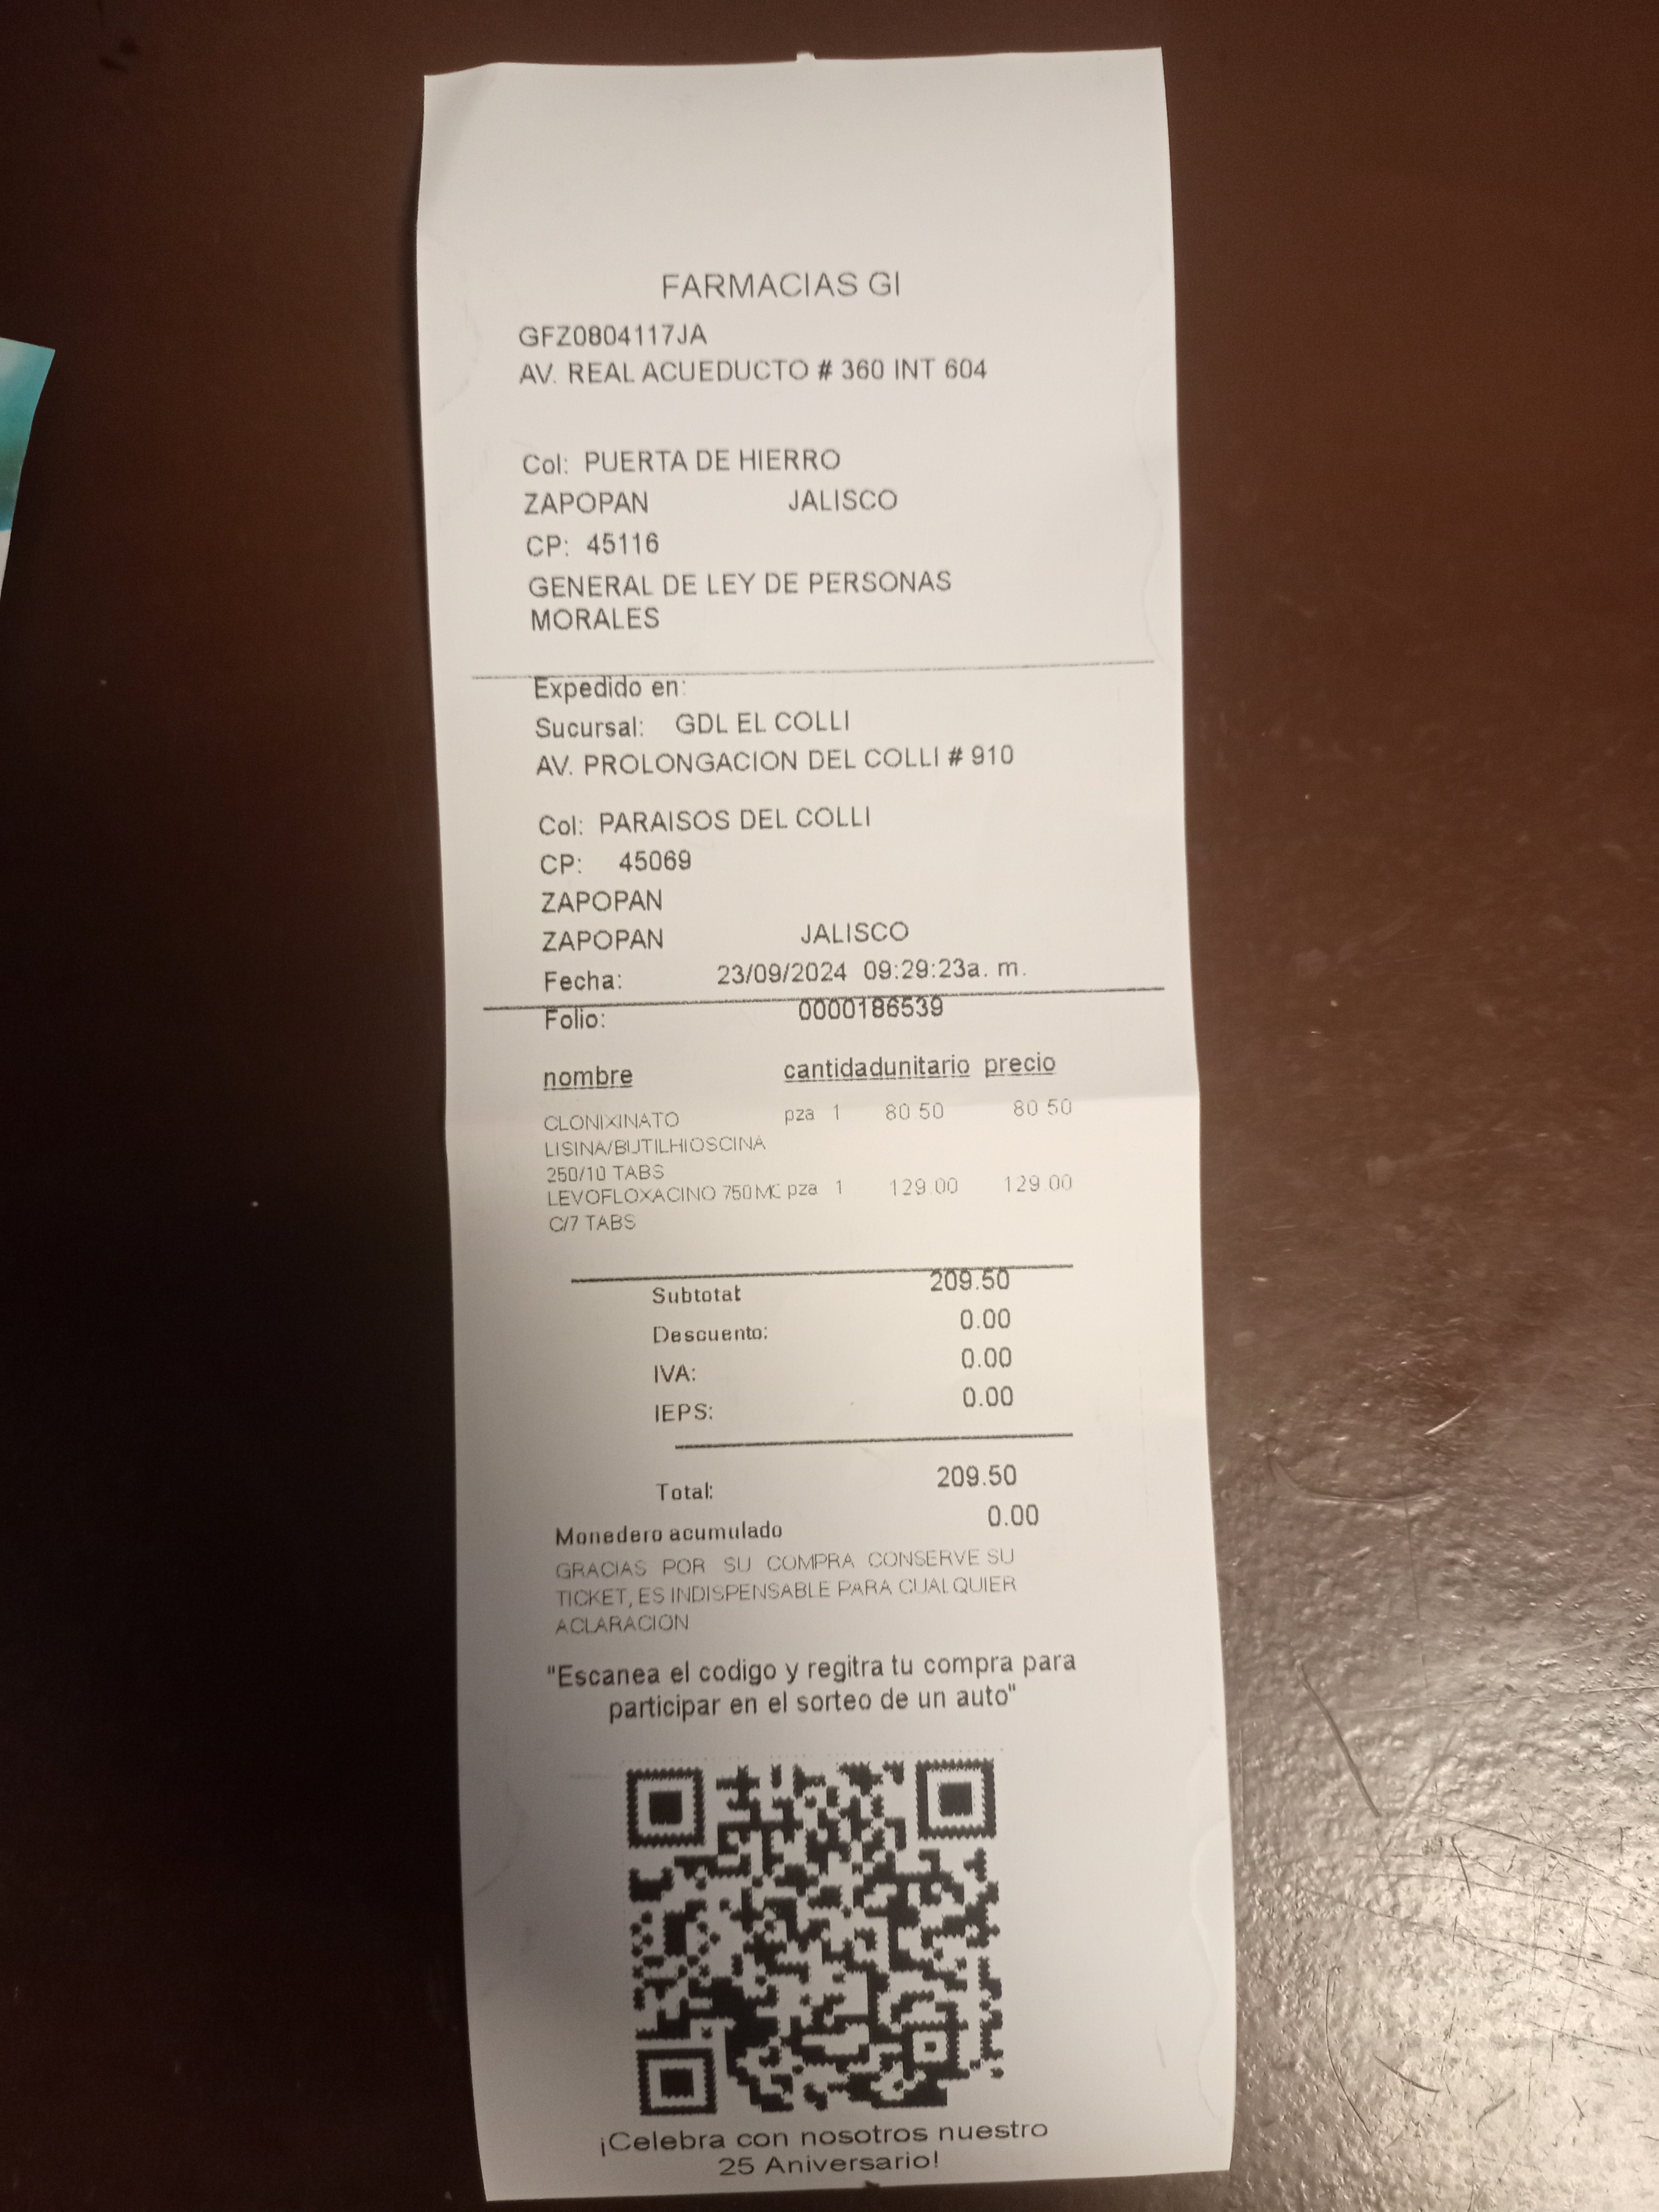 FARMACIAS GI
GFZ0804117JA
AV. REAL ACUEDUCTO # 360 INT 604
Col: PUERTA DE HIERRO
ZAPOPAN JALISCO
CP: 45116
GENERAL DE LEY DE PERSONAS
MORALES
Expedido en:
Sucursal: GDL EL COLLI
AV. PROLONGACION DEL COLLI # 910
Col: PARAISOS DEL COLLI
CP: 45069
ZAPOPAN
ZAPOPAN JALISCO
Fecha: 23/09/2024 09:29:23a. m.
Folio: 0000186539
nombre cantidadunitario precio
CLONIXINATO pza 1 80.50 80.50
LISINA/BUTILHIOSCINA
250/10 TABS
LEVOFLOXACINO 750MG pza 1 129.00 129.00
C/7 TABS
Subtotal: 209.50
Descuento: 0.00
IVA: 0.00
IEPS: 0.00
Total: 209.50
Monedero acumulado 0.00
GRACIAS POR SU COMPRA CONSERVE SU
TICKET, ES INDISPENSABLE PARA CUALQUIER
ACLARACION
"Escanea el codigo y regitra tu compra para
participar en el sorteo de un auto"
¡Celebra con nosotros nuestro
25 Aniversario!